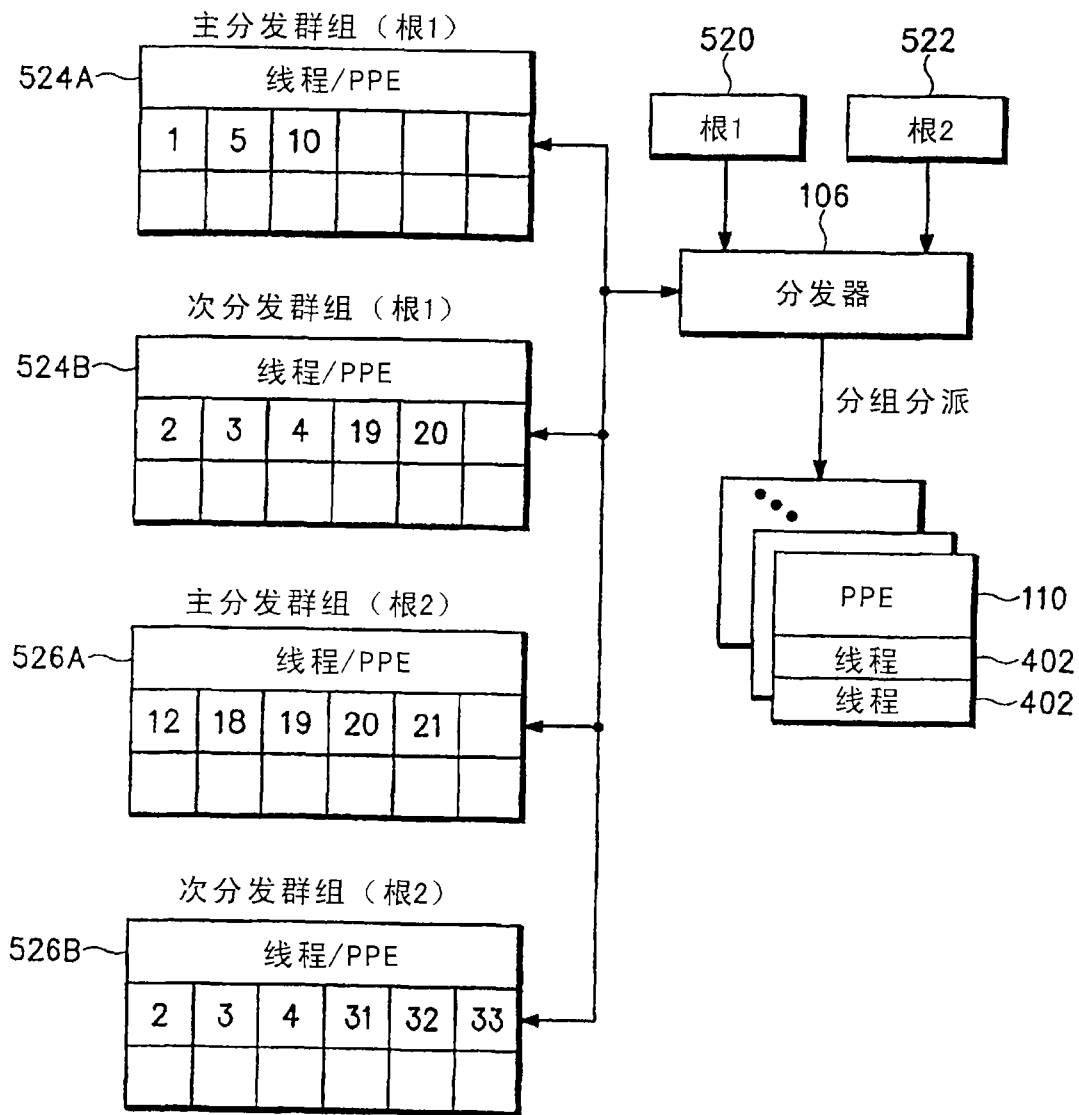 主分发群组（根1）
524A
线程/PPE
1 5 10
次分发群组（根1）
524B
线程/PPE
2 3 4 19 20
主分发群组（根2）
526A
线程/PPE
12 18 19 20 21
次分发群组（根2）
526B
线程/PPE
2 3 4 31 32 33
520
522
根1
根2
106
分发器
分组分派
PPE
110
线程
402
线程
402